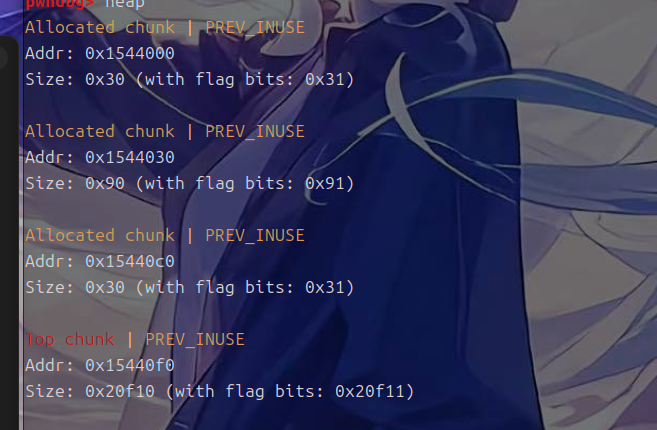 pwndbg> heap
Allocated chunk | PREV_INUSE
Addr: 0x1544000
Size: 0x30 (with flag bits: 0x31)
Allocated chunk | PREV_INUSE
Addr: 0x1544030
Size: 0x90 (with flag bits: 0x91)
Allocated chunk | PREV_INUSE
Addr: 0x15440c0
Size: 0x30 (with flag bits: 0x31)
Top chunk | PREV_INUSE
Addr: 0x15440f0
Size: 0x20f10 (with flag bits: 0x20f11)